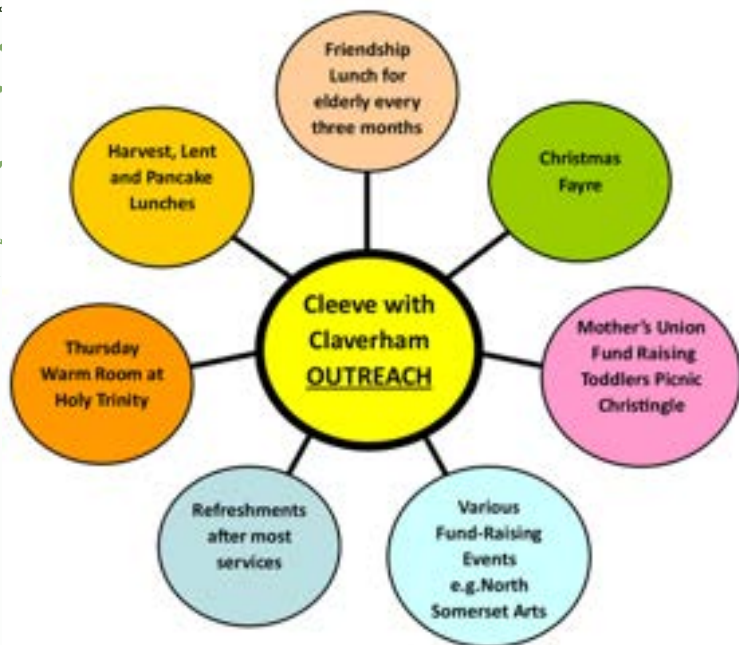 Friendship
Lunch for
elderly every
three months
Christmas
Fayre
Mother's Union
Fund Raising
Toddlers Picnic
Christingle
Various
Fund-Raising
Events
e.g.North
Somerset Arts
Refreshments
after most
services
Thursday
Warm Room at
Holy Trinity
Harvest, Lent
and Pancake
Lunches
Cleeve with
Claverham
OUTREACH